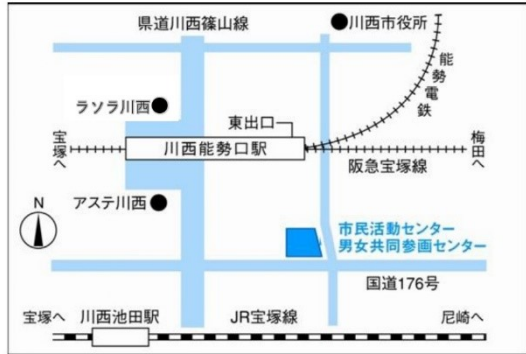 県道川西篠山線
川西市役所
能勢電鉄
ラソラ川西
東出口
宝塚へ
川西能勢口駅
梅田へ
阪急宝塚線
アステ川西
N
市民活動センター
男女共同参画センター
国道176号
宝塚へ
川西池田駅
JR宝塚線
尼崎へ